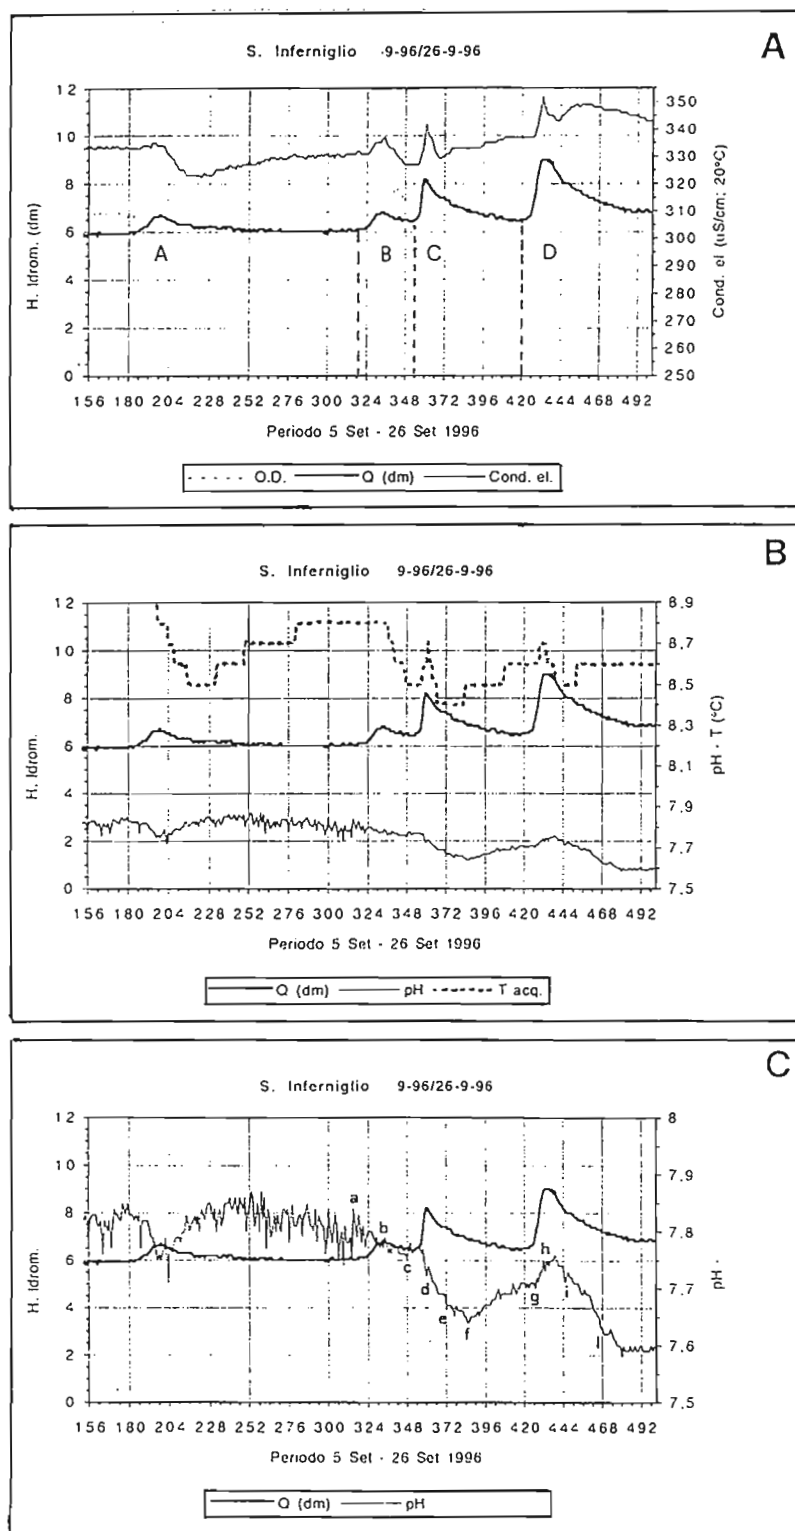 A
S. Inferniglio ·9-96/26-9-96
H. Idrom. (dm)
12
10
8
6
4
2
0
A
B
C
D
350
340
330
320
310
300
290
280
270
260
250
Cond. el (uS/cm; 20°C)
156 180 204 228 252 276 300 324 348 372 396 420 444 468 492
Periodo 5 Set - 26 Set 1996
O.D. Q (dm) Cond. el.
B
S. Inferniglio 9-96/26-9-96
H. Idrom.
12
10
8
6
4
2
0
8.9
8.7
8.5
8.3
8.1
7.9
7.7
7.5
pH - T (°C)
156 180 204 228 252 276 300 324 348 372 396 420 444 468 492
Periodo 5 Set - 26 Set 1996
Q (dm) pH T acq.
C
S. Inferniglio 9-96/26-9-96
H. Idrom.
12
10
8
6
4
2
0
a
b
c
d
e
f
g
h
i
l
8
7.9
7.8
7.7
7.6
7.5
pH -
156 180 204 228 252 276 300 324 348 372 396 420 444 468 492
Periodo 5 Set - 26 Set 1996
Q (dm) pH